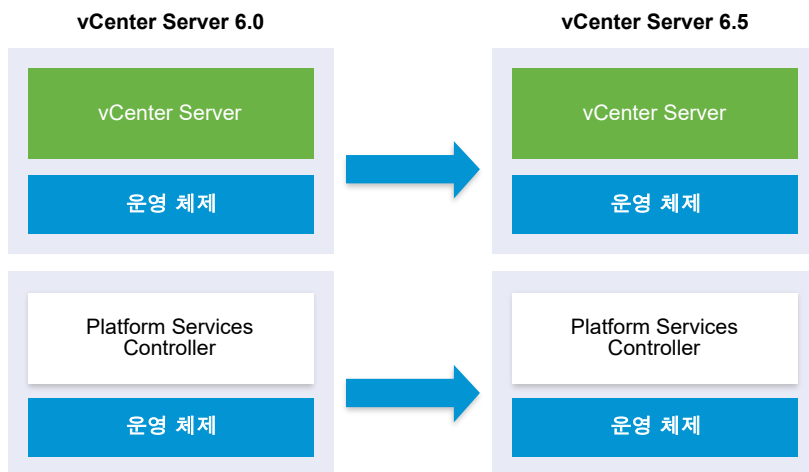 vCenter Server 6.0
vCenter Server 6.5
vCenter Server
vCenter Server
운영 체제
운영 체제
Platform Services
Controller
Platform Services
Controller
운영 체제
운영 체제